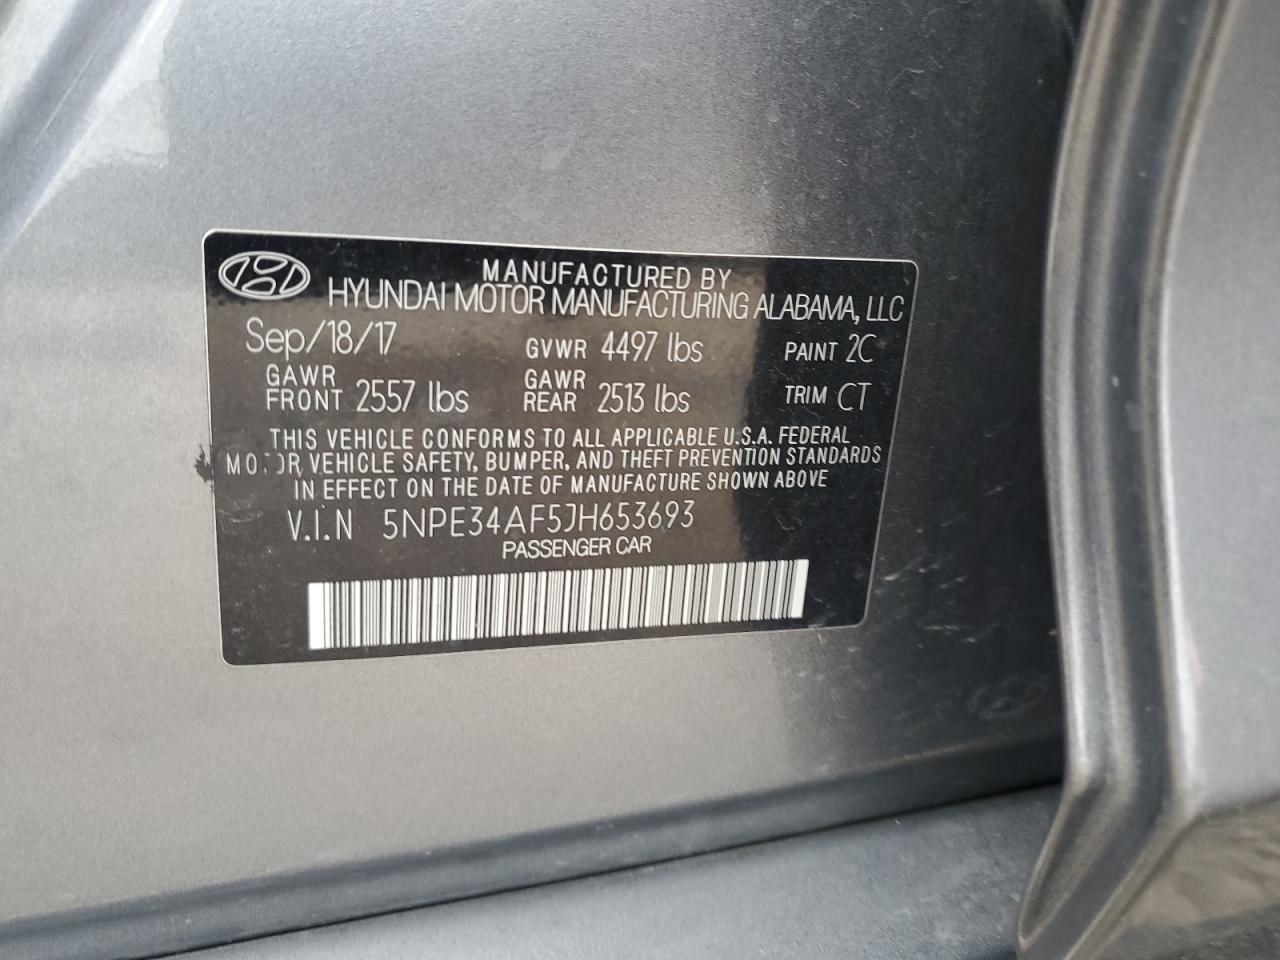 MANUFACTURED BY
HYUNDAI MOTOR MANUFACTURING ALABAMA, LLC
Sep/18/17 GVWR 4497 lbs PAINT 2C
GAWR FRONT 2557 lbs GAWR REAR 2513 lbs TRIM CT
THIS VEHICLE CONFORMS TO ALL APPLICABLE U.S.A. FEDERAL
MOTOR VEHICLE SAFETY, BUMPER, AND THEFT PREVENTION STANDARDS
IN EFFECT ON THE DATE OF MANUFACTURE SHOWN ABOVE
V.I.N 5NPE34AF5JH653693
PASSENGER CAR